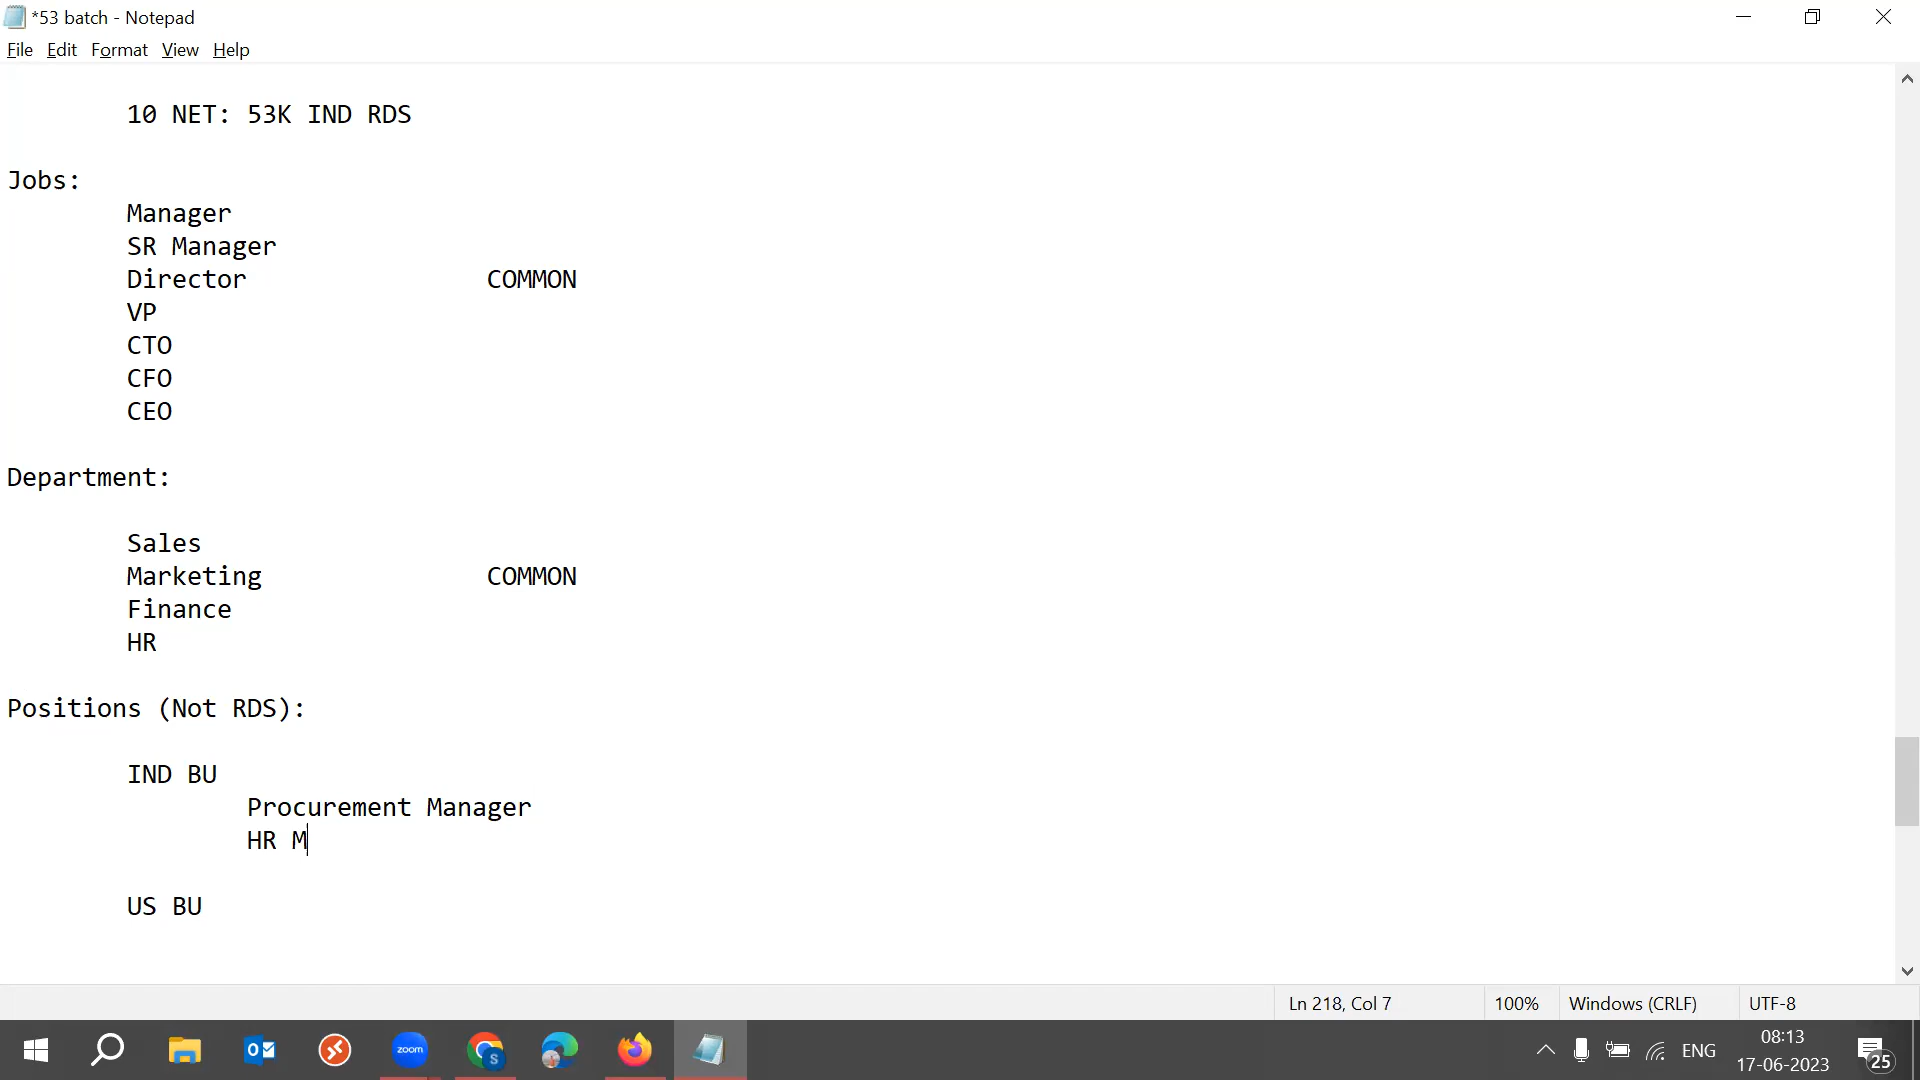 *53 batch - Notepad
File Edit Format View Help
10 NET: 53K IND RDS
Jobs:
Manager
SR Manager
Director COMMON
VP
CTO
CFO
CEO
Department:
Sales
Marketing COMMON
Finance
HR
Positions (Not RDS):
IND BU
Procurement Manager
HR M
US BU
Ln 218, Col 7 100% Windows (CRLF) UTF-8
zoom
S
ENG
08:13
17-06-2023
25